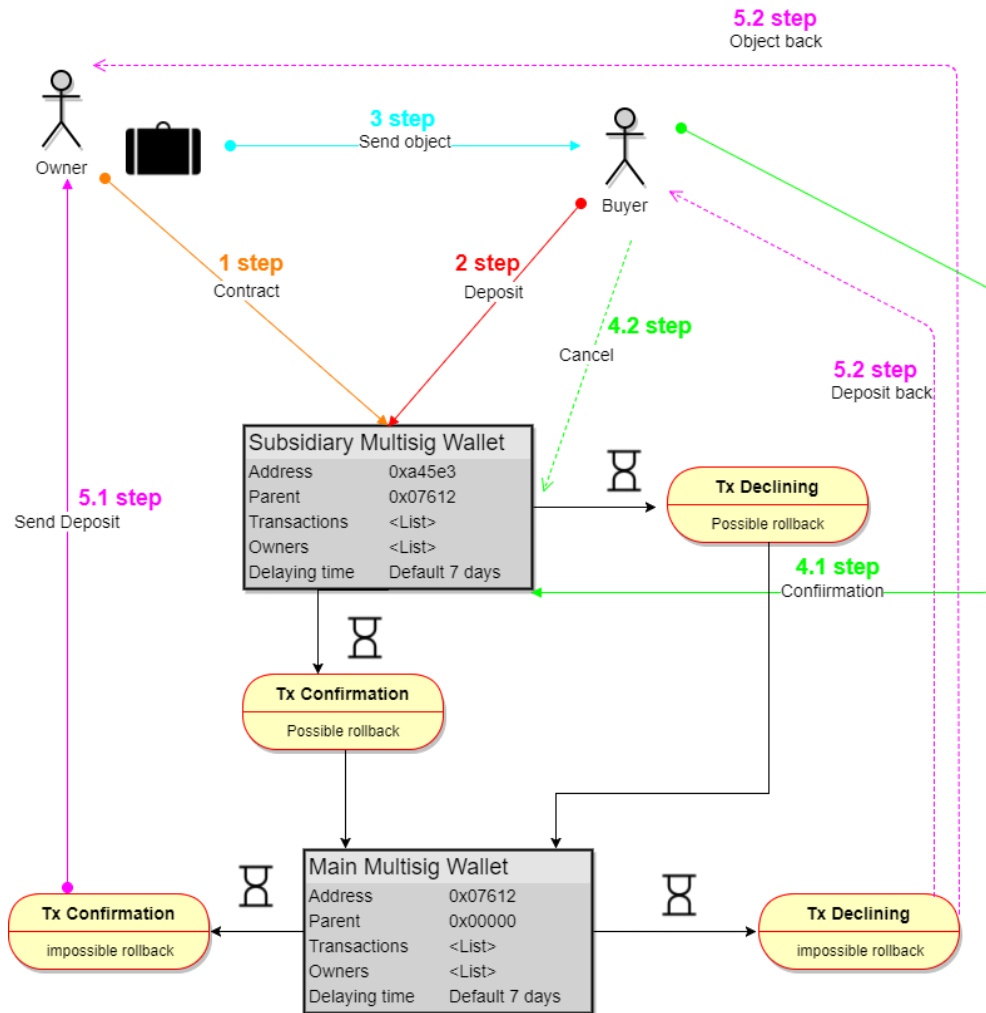 5.2 step
Object back
3 step
Send object
Owner
Buyer
1 step
Contract
2 step
Deposit
4.2 step
Cancel
5.2 step
Deposit back
Subsidiary Multisig Wallet
Address 0xa45e3
Parent 0x07612
Transactions <List>
Owners <List>
Delaying time Default 7 days
Tx Declining
Possible rollback
5.1 step
Send Deposit
4.1 step
Confiirmation
Tx Confirmation
Possible rollback
Main Multisig Wallet
Address 0x07612
Parent 0x00000
Transactions <List>
Owners <List>
Delaying time Default 7 days
Tx Confirmation
impossible rollback
Tx Declining
impossible rollback